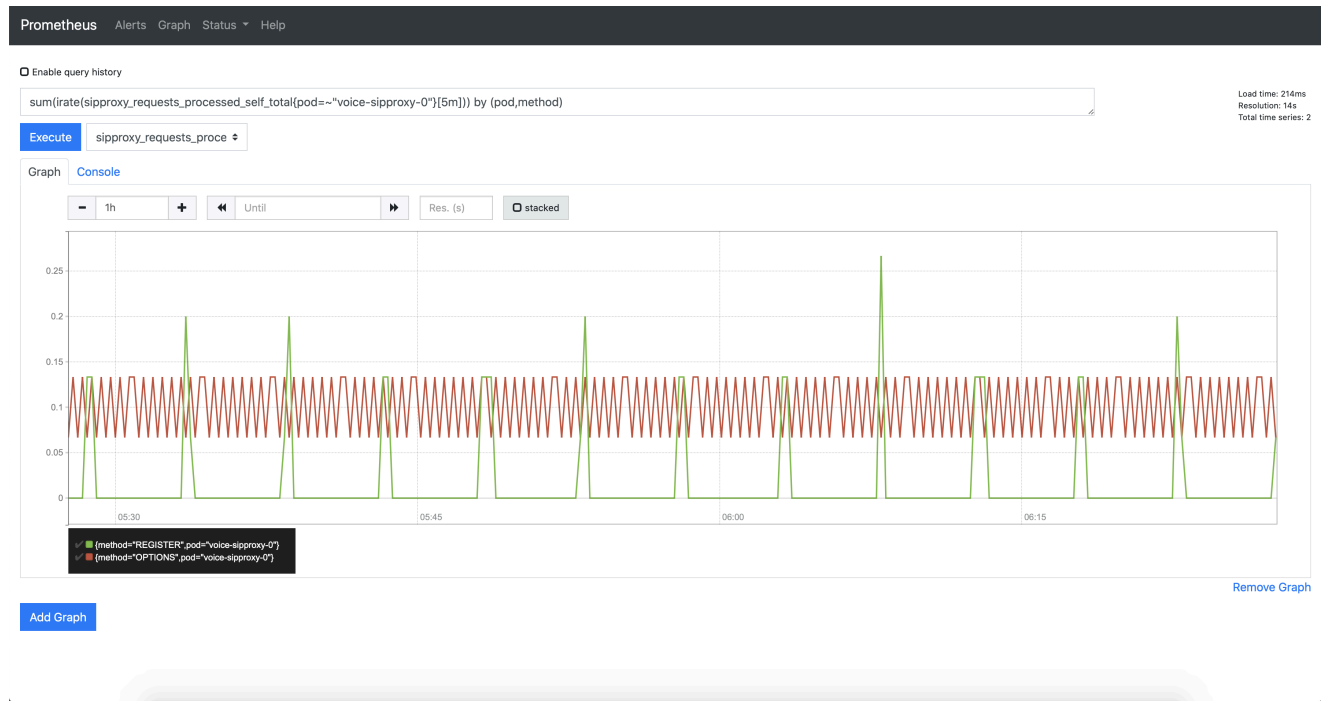 Prometheus Alerts Graph Status Help
Enable query history
sum(irate(sipproxy_requests_processed_self_total{pod=~"voice-sipproxy-0"}[5m])) by (pod,method)
Load time: 214ms
Resolution: 14s
Total time series: 2
Execute sipproxy_requests_proce
Graph Console
1h Until Res. (s) stacked
0.25
0.2
0.15
0.1
0.05
0
05:30 05:45 06:00 06:15
{method="REGISTER",pod="voice-sipproxy-0"}
{method="OPTIONS",pod="voice-sipproxy-0"}
Remove Graph
Add Graph